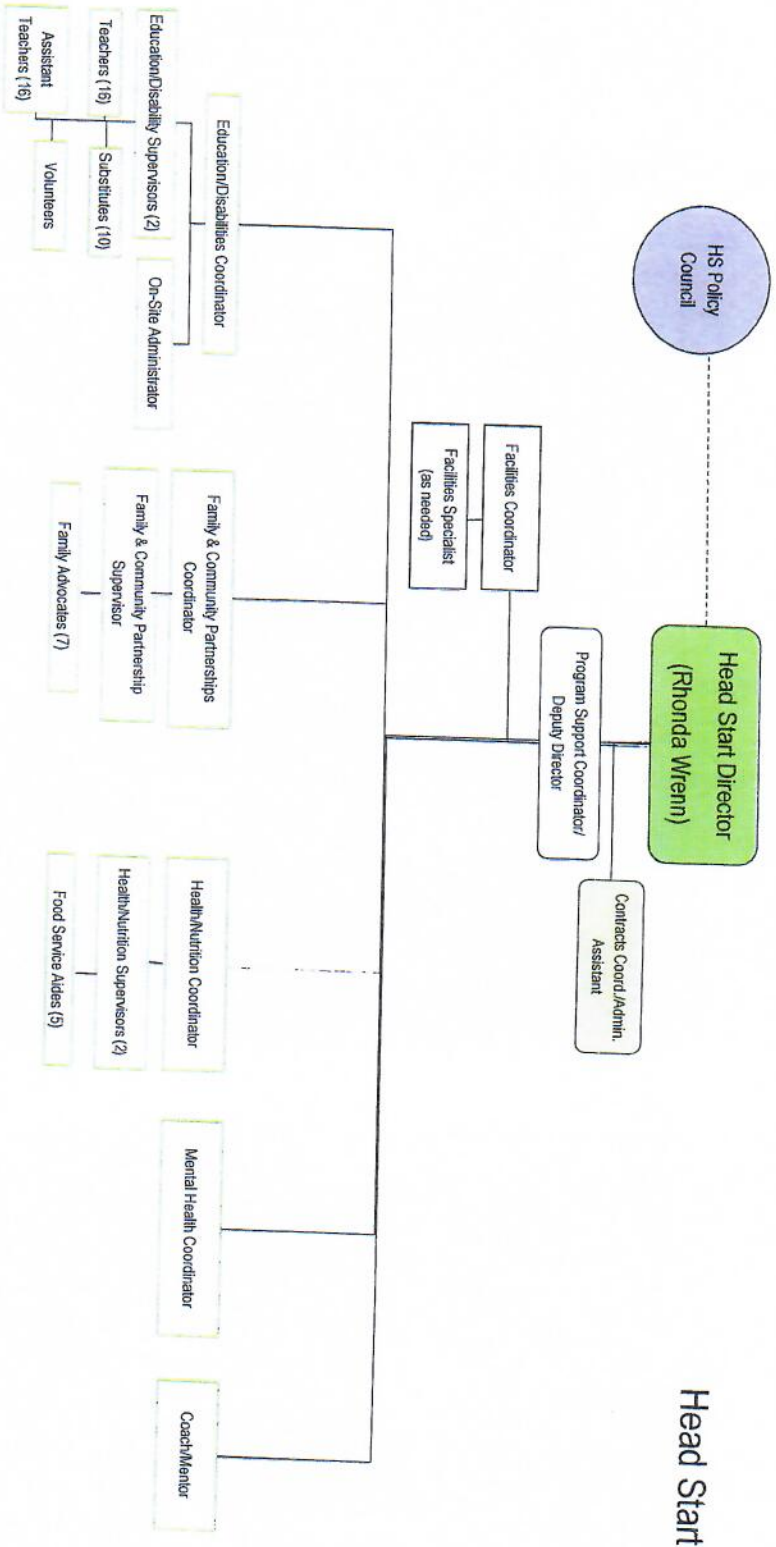 Head Start
HS Policy
Council
Head Start Director
(Rhonda Wrenn)
Contracts Coord./Admin.
Assistant
Program Support Coordinator/
Deputy Director
Facilities Coordinator
Facilities Specialist
(as needed)
Education/Disabilities Coordinator
Education/Disability Supervisors (2)
On-Site Administrator
Teachers (16)
Substitutes (10)
Assistant
Teachers (16)
Volunteers
Family & Community Partnerships
Coordinator
Family & Community Partnership
Supervisor
Family Advocates (7)
Health/Nutrition Coordinator
Health/Nutrition Supervisors (2)
Food Service Aides (5)
Mental Health Coordinator
Coach/Mentor